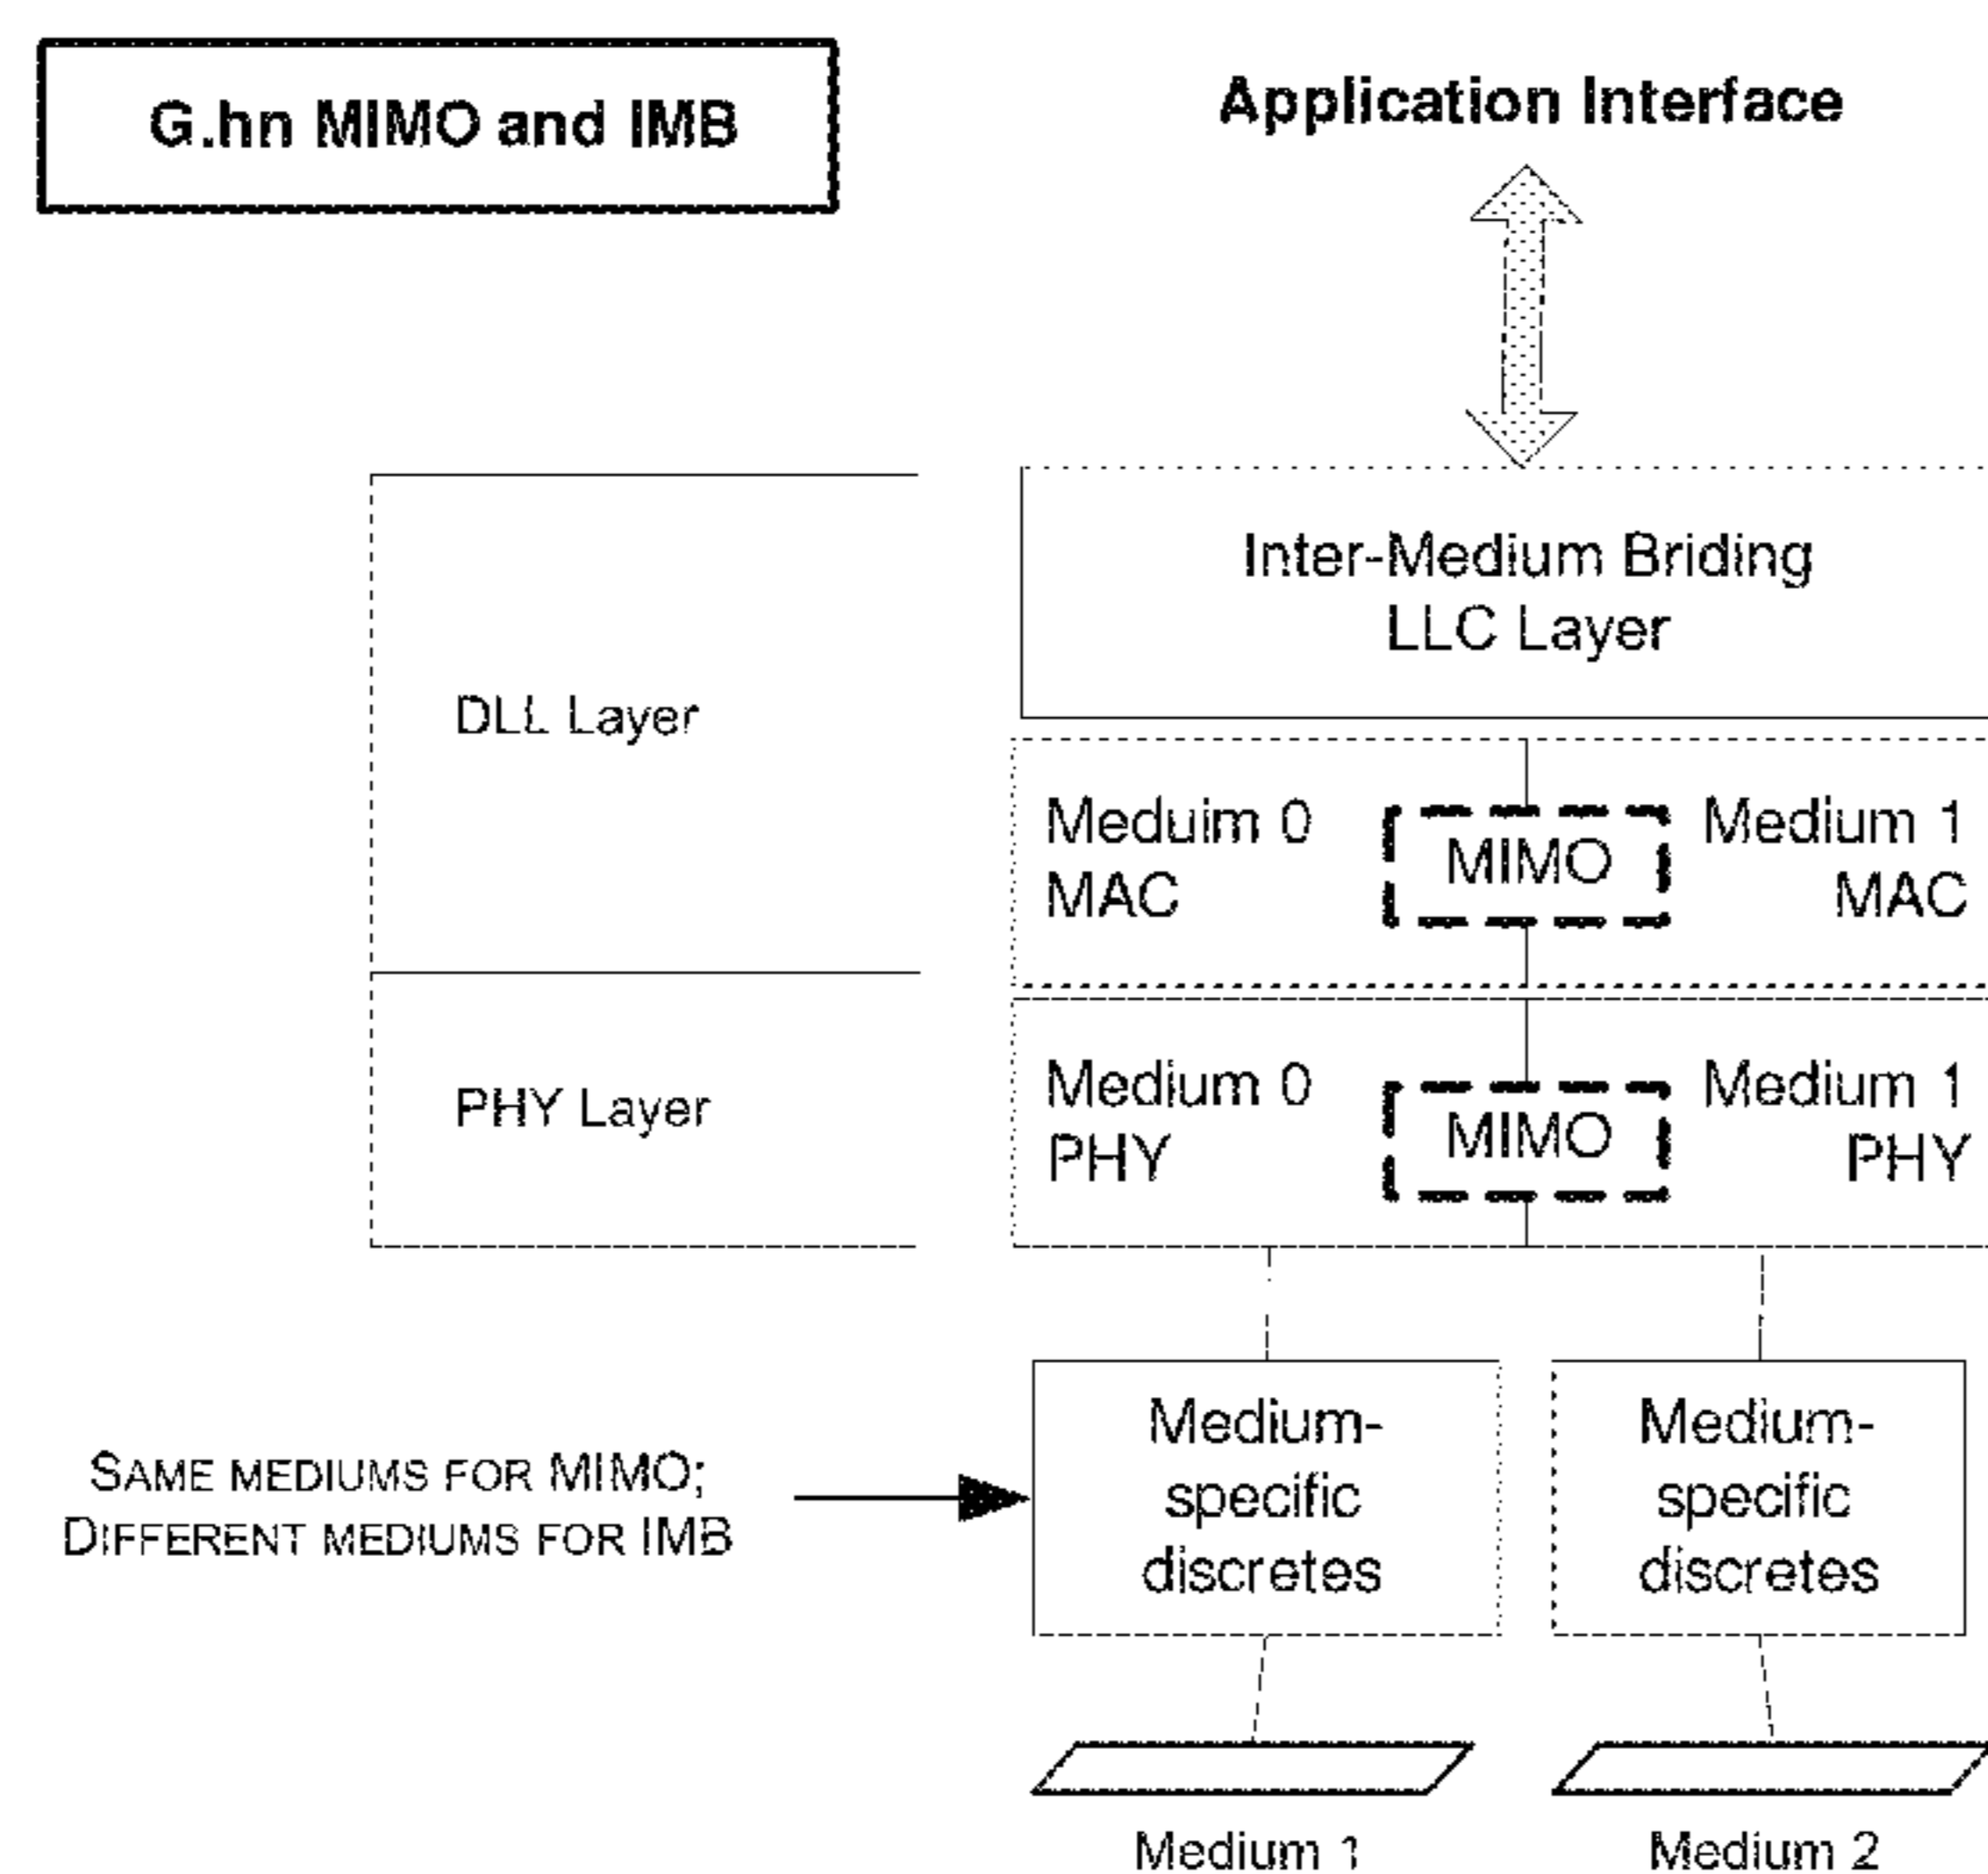 G.hn MIMO and IMB
Application Interface
Inter-Medium Briding
LLC Layer
DLL Layer
Meduim 0
MAC
MIMO
Medium 1
MAC
PHY Layer
Medium 0
PHY
MIMO
Medium 1
PHY
SAME MEDIUMS FOR MIMO;
DIFFERENT MEDIUMS FOR IMB
Medium-
specific
discretes
Medium-
specific
discretes
Medium 1
Medium 2